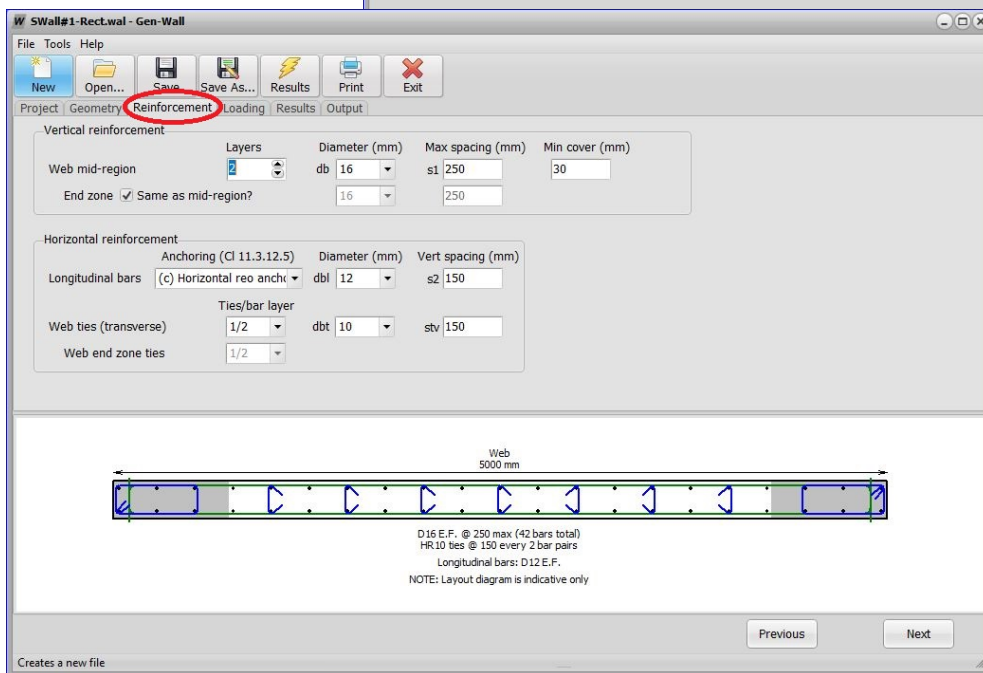 W SWall#1-Rect.wal - Gen-Wall
File Tools Help
New Open... Save Save As... Results Print Exit
Project Geometry Reinforcement Loading Results Output
Vertical reinforcement
Layers Diameter (mm) Max spacing (mm) Min cover (mm)
Web mid-region 2 db 16 s1 250 30
End zone Same as mid-region? 16 250
Horizontal reinforcement
Anchoring (Cl 11.3.12.5) Diameter (mm) Vert spacing (mm)
Longitudinal bars (c) Horizontal reo ancho dbl 12 s2 150
Ties/bar layer
Web ties (transverse) 1/2 dbt 10 stv 150
Web end zone ties 1/2
Web
5000 mm
D16 E.F. @ 250 max (42 bars total)
HR10 ties @ 150 every 2 bar pairs
Longitudinal bars: D12 E.F.
NOTE: Layout diagram is indicative only
Previous Next
Creates a new file